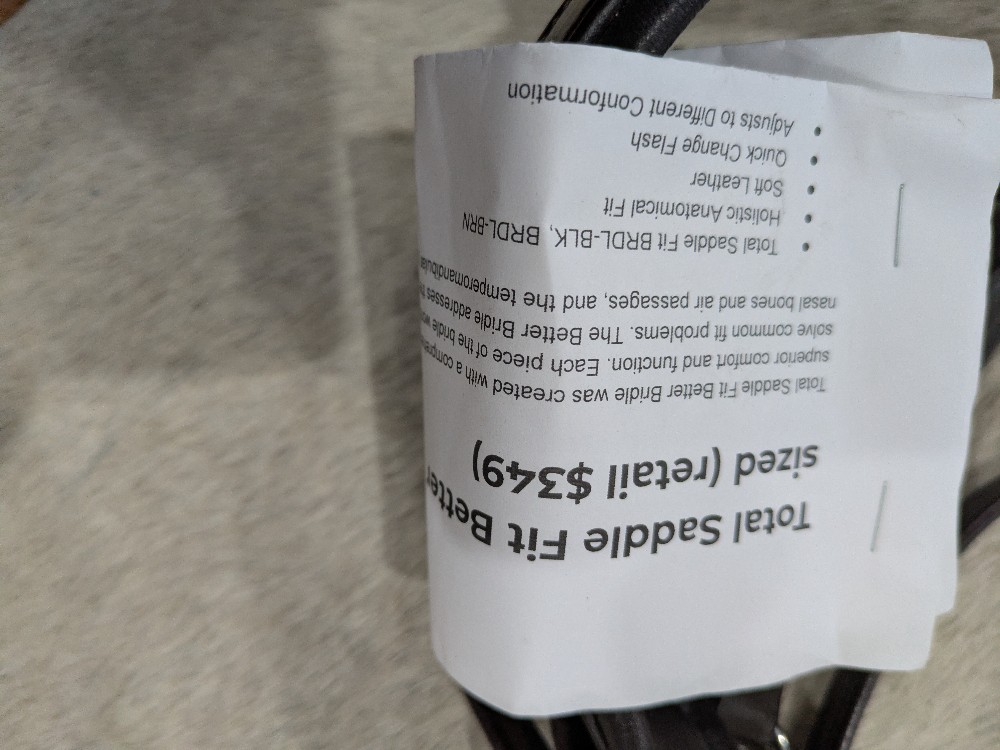 Total Saddle Fit Better
sized (retail $349)
Total Saddle Fit Better Bridle was created with a
superior comfort and function. Each piece of the bridle
solve common fit problems. The Better Bridle addresses
nasal bones and air passages, and the temperomandibular
• Total Saddle Fit BRDL-BLK, BRDL-BRN
• Holistic Anatomical Fit
• Soft Leather
• Quick Change Flash
• Adjusts to Different Conformation